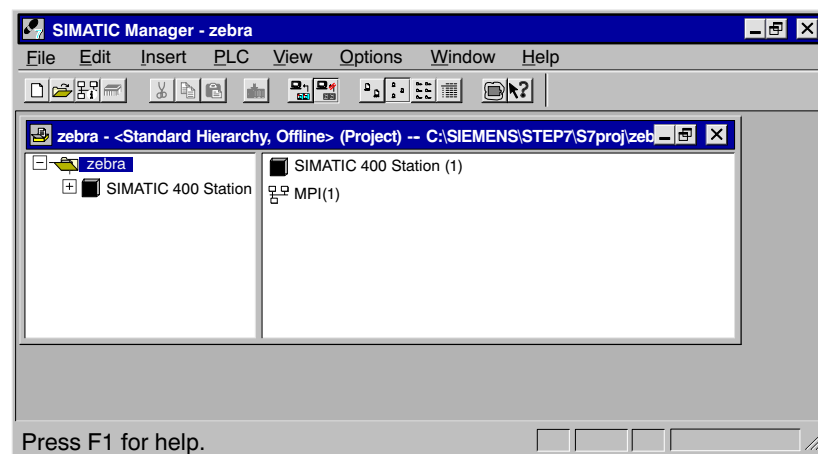 SIMATIC Manager - zebra
File Edit Insert PLC View Options Window Help
zebra - <Standard Hierarchy, Offline> (Project) -- C:\SIEMENS\STEP7\S7proj\zeb
zebra
SIMATIC 400 Station
SIMATIC 400 Station (1)
MPI(1)
Press F1 for help.